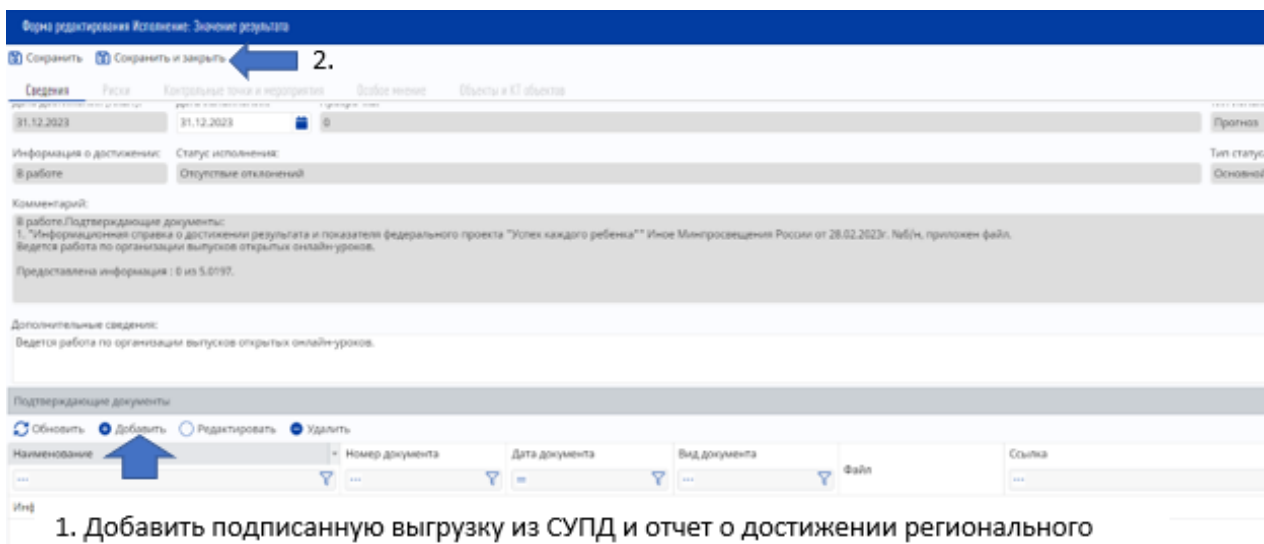 Форма редактирования Исполнение: Значение результата
Сохранить Сохранить и закрыть 2.
Сведения Риски Контрольные точки и мероприятия Особое мнение Объекты и КТ объектов
31.12.2023 31.12.2023 0 Прогноз
Информация о достижении: Статус исполнения: Тип статус
В работе Отсутствие отклонений Основной
Комментарий:
В работе.Подтверждающие документы:
1. "Информационная справка о достижении результата и показателя федерального проекта "Успех каждого ребенка"" Иное Минпросвещения России от 28.02.2023г. №б/н, приложен файл.
Ведется работа по организации выпусков открытых онлайн-уроков.
Предоставлена информация : 0 из 5.0197.
Дополнительные сведения:
Ведется работа по организации выпусков открытых онлайн-уроков.
Подтверждающие документы
Обновить Добавить Редактировать Удалить
Наименование Номер документа Дата документа Вид документа Файл Ссылка
... ... = ... ...
Инф
1. Добавить подписанную выгрузку из СУПД и отчет о достижении регионального